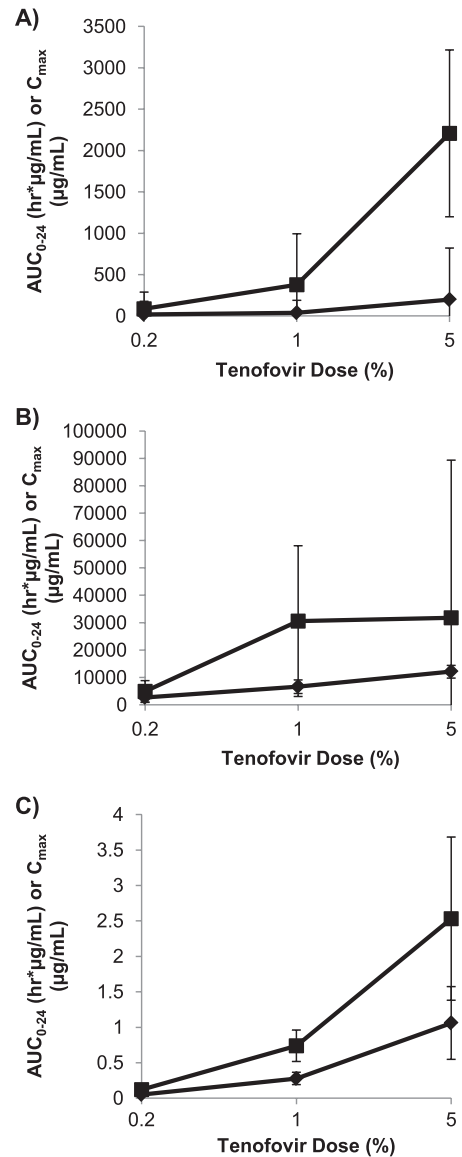 A)
AUC0-24 (hr*µg/mL) or Cmax
(µg/mL)
3500
3000
2500
2000
1500
1000
500
0
0.2 1 5
Tenofovir Dose (%)
B)
AUC0-24 (hr*µg/mL) or Cmax
(µg/mL)
100000
90000
80000
70000
60000
50000
40000
30000
20000
10000
0
0.2 1 5
Tenofovir Dose (%)
C)
AUC0-24 (hr*µg/mL) or Cmax
(µg/mL)
4
3.5
3
2.5
2
1.5
1
0.5
0
0.2 1 5
Tenofovir Dose (%)